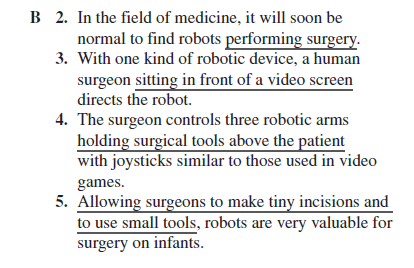 B 2. In the field of medicine, it will soon be
normal to find robots performing surgery.
3. With one kind of robotic device, a human
surgeon sitting in front of a video screen
directs the robot.
4. The surgeon controls three robotic arms
holding surgical tools above the patient
with joysticks similar to those used in video
games.
5. Allowing surgeons to make tiny incisions and
to use small tools, robots are very valuable for
surgery on infants.